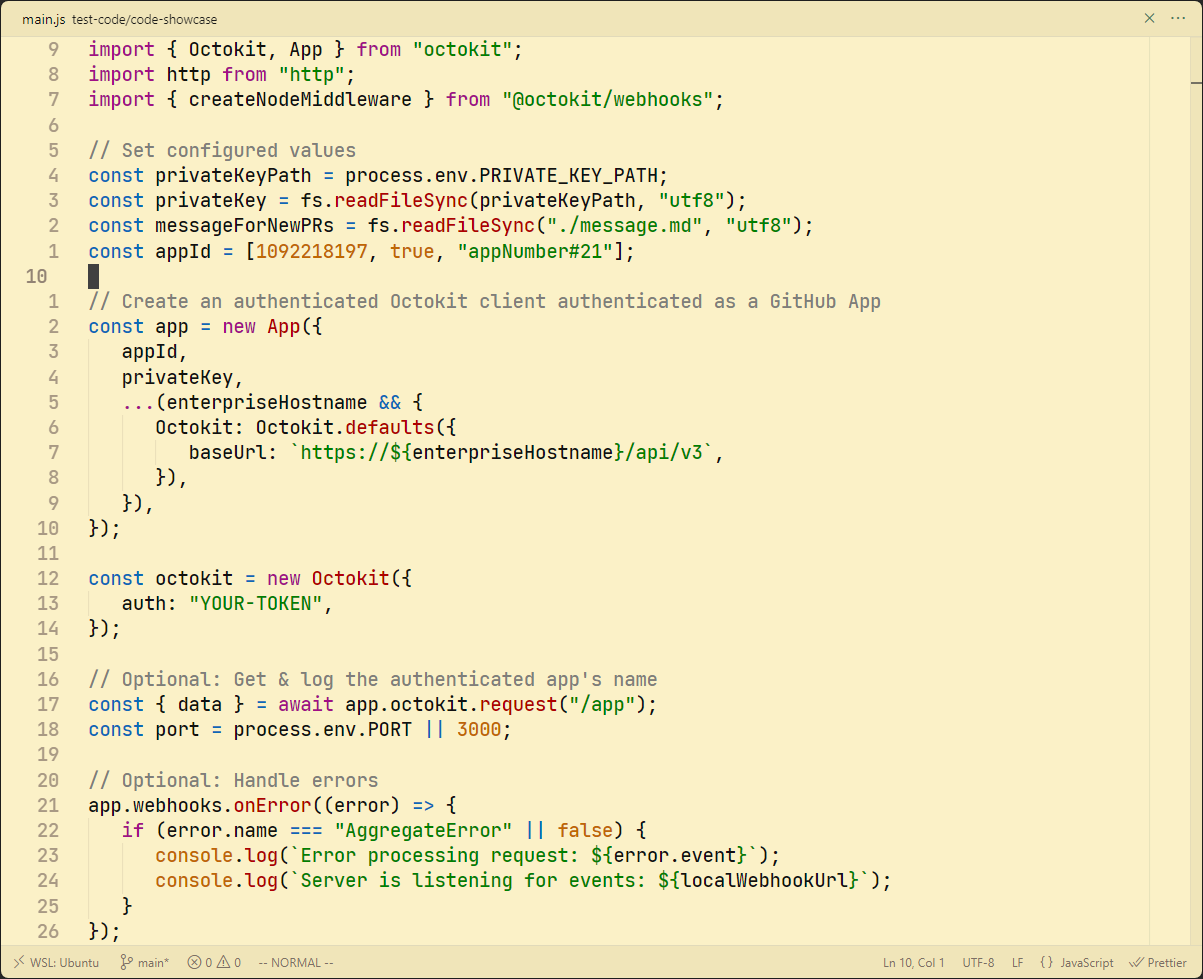 main.js test-code/code-showcase
9 import { Octokit, App } from "octokit";
8 import http from "http";
7 import { createNodeMiddleware } from "@octokit/webhooks";
6
5 // Set configured values
4 const privateKeyPath = process.env.PRIVATE_KEY_PATH;
3 const privateKey = fs.readFileSync(privateKeyPath, "utf8");
2 const messageForNewPRs = fs.readFileSync("./message.md", "utf8");
1 const appId = [1092218197, true, "appNumber#21"];
10
1 // Create an authenticated Octokit client authenticated as a GitHub App
2 const app = new App({
3 appId,
4 privateKey,
5 ...(enterpriseHostname && {
6 Octokit: Octokit.defaults({
7 baseUrl: `https://${enterpriseHostname}/api/v3`,
8 }),
9 }),
10 });
11
12 const octokit = new Octokit({
13 auth: "YOUR-TOKEN",
14 });
15
16 // Optional: Get & log the authenticated app's name
17 const { data } = await app.octokit.request("/app");
18 const port = process.env.PORT || 3000;
19
20 // Optional: Handle errors
21 app.webhooks.onError((error) => {
22 if (error.name === "AggregateError" || false) {
23 console.log(`Error processing request: ${error.event}`);
24 console.log(`Server is listening for events: ${localWebhookUrl}`);
25 }
26 });
WSL: Ubuntu main* 0 0 -- NORMAL -- Ln 10, Col 1 UTF-8 LF {} JavaScript Prettier